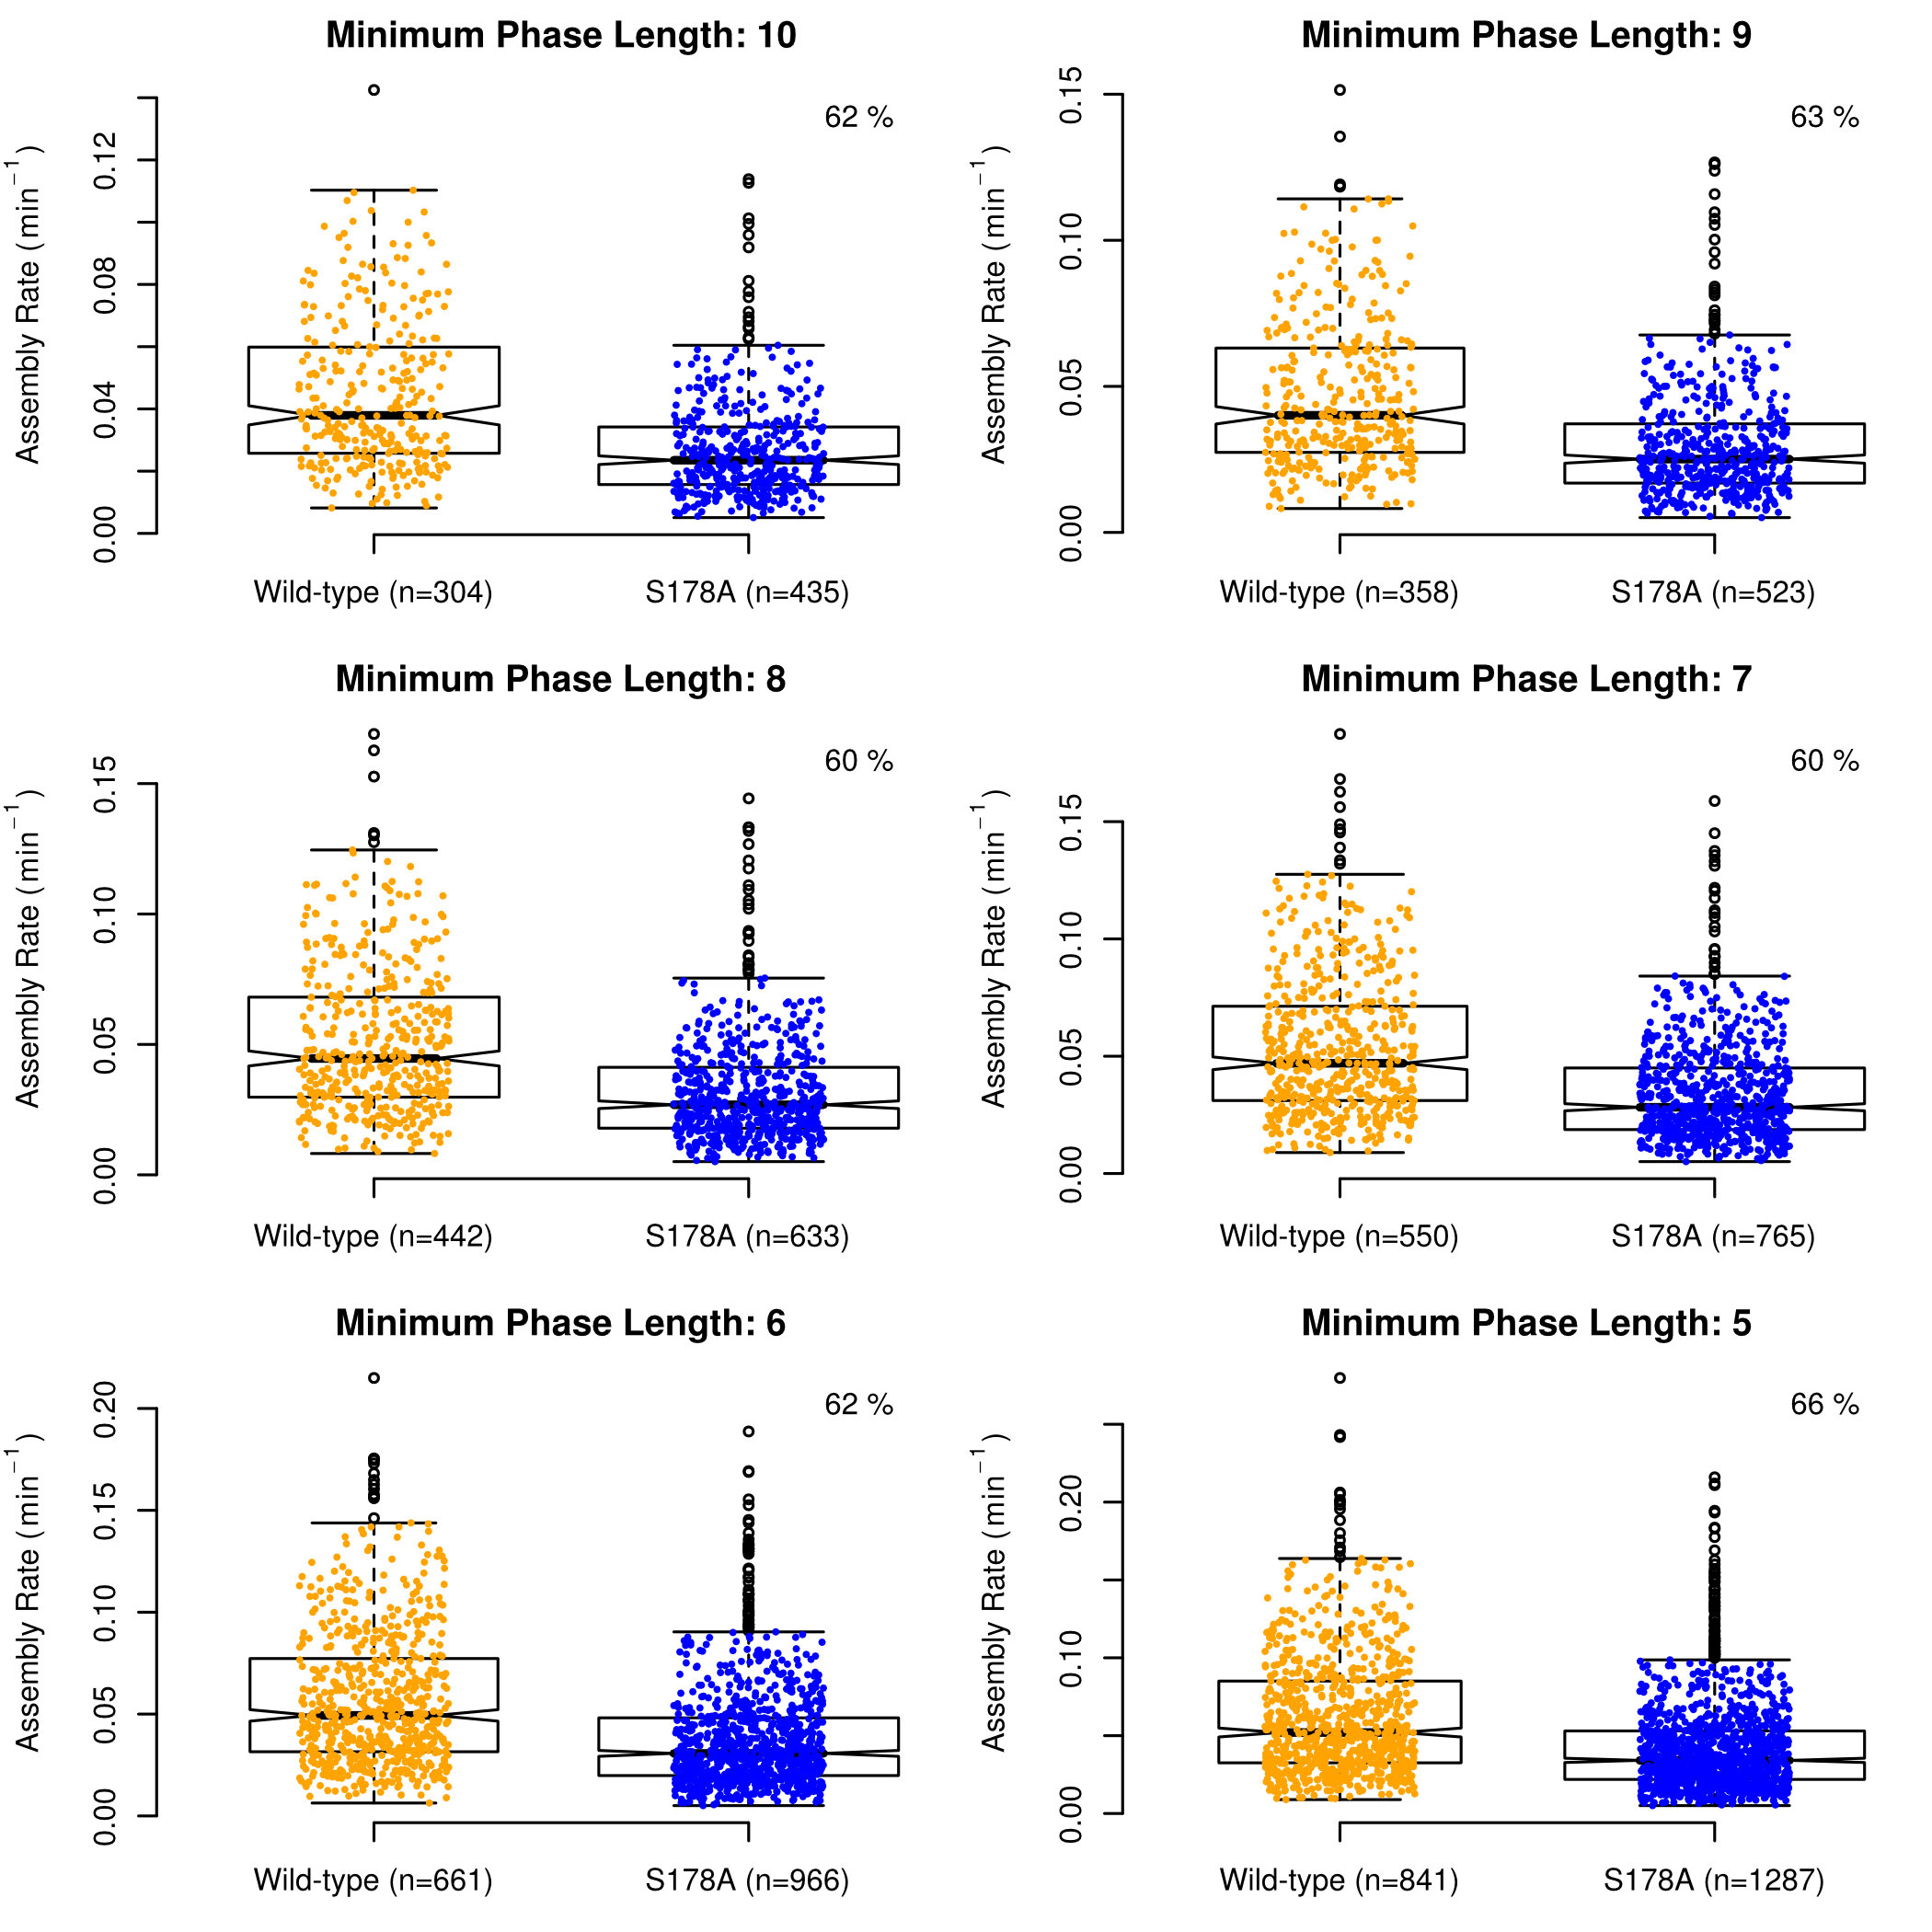 Minimum Phase Length: 10
62 %
Assembly Rate (min⁻¹)
0.00 0.04 0.08 0.12
Wild-type (n=304) S178A (n=435)
Minimum Phase Length: 9
63 %
Assembly Rate (min⁻¹)
0.00 0.05 0.10 0.15
Wild-type (n=358) S178A (n=523)
Minimum Phase Length: 8
60 %
Assembly Rate (min⁻¹)
0.00 0.05 0.10 0.15
Wild-type (n=442) S178A (n=633)
Minimum Phase Length: 7
60 %
Assembly Rate (min⁻¹)
0.00 0.05 0.10 0.15
Wild-type (n=550) S178A (n=765)
Minimum Phase Length: 6
62 %
Assembly Rate (min⁻¹)
0.00 0.05 0.10 0.15 0.20
Wild-type (n=661) S178A (n=966)
Minimum Phase Length: 5
66 %
Assembly Rate (min⁻¹)
0.00 0.10 0.20
Wild-type (n=841) S178A (n=1287)